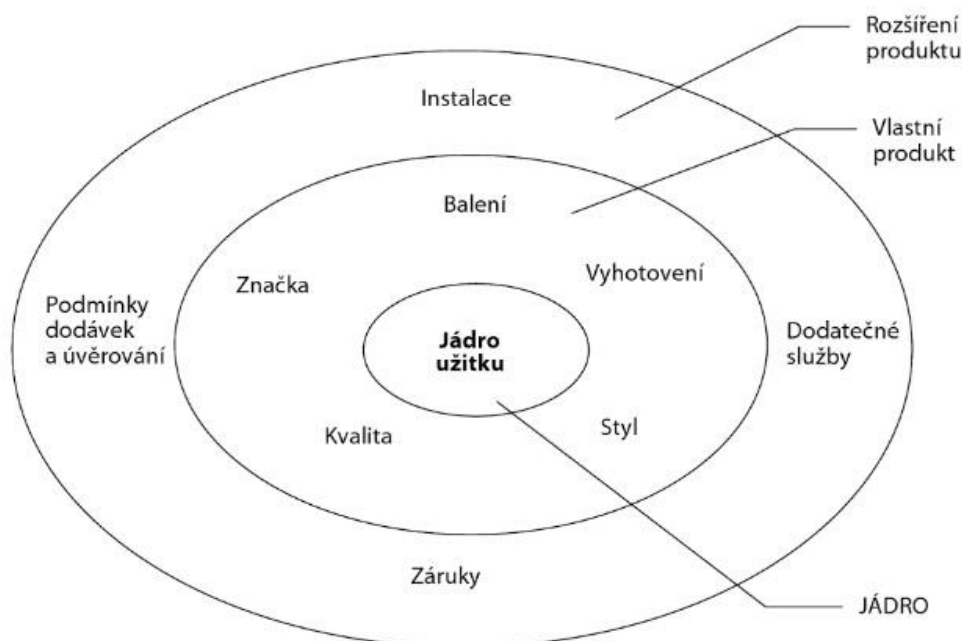 Rozšíření
produktu
Instalace
Vlastní
produkt
Balení
Vyhotovení
Značka
Podmínky
dodávek
a úvěrování
Jádro
užitku
Dodatečné
služby
Kvalita
Styl
Záruky
JÁDRO